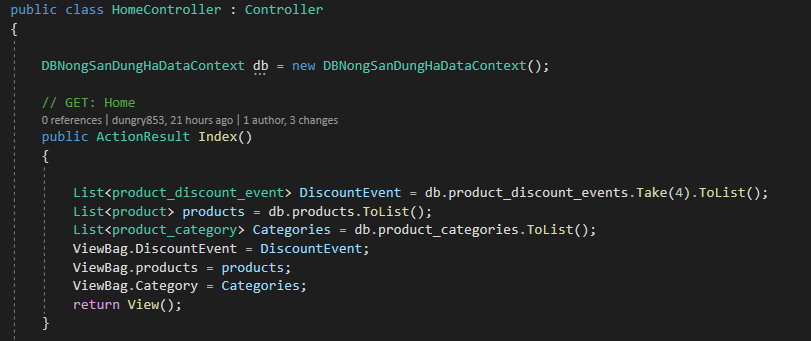 public class HomeController : Controller
{
DBNongSanDungHaDataContext db = new DBNongSanDungHaDataContext();
// GET: Home
0 references | dungry853, 21 hours ago | 1 author, 3 changes
public ActionResult Index()
{
List<product_discount_event> DiscountEvent = db.product_discount_events.Take(4).ToList();
List<product> products = db.products.ToList();
List<product_category> Categories = db.product_categories.ToList();
ViewBag.DiscountEvent = DiscountEvent;
ViewBag.products = products;
ViewBag.Category = Categories;
return View();
}